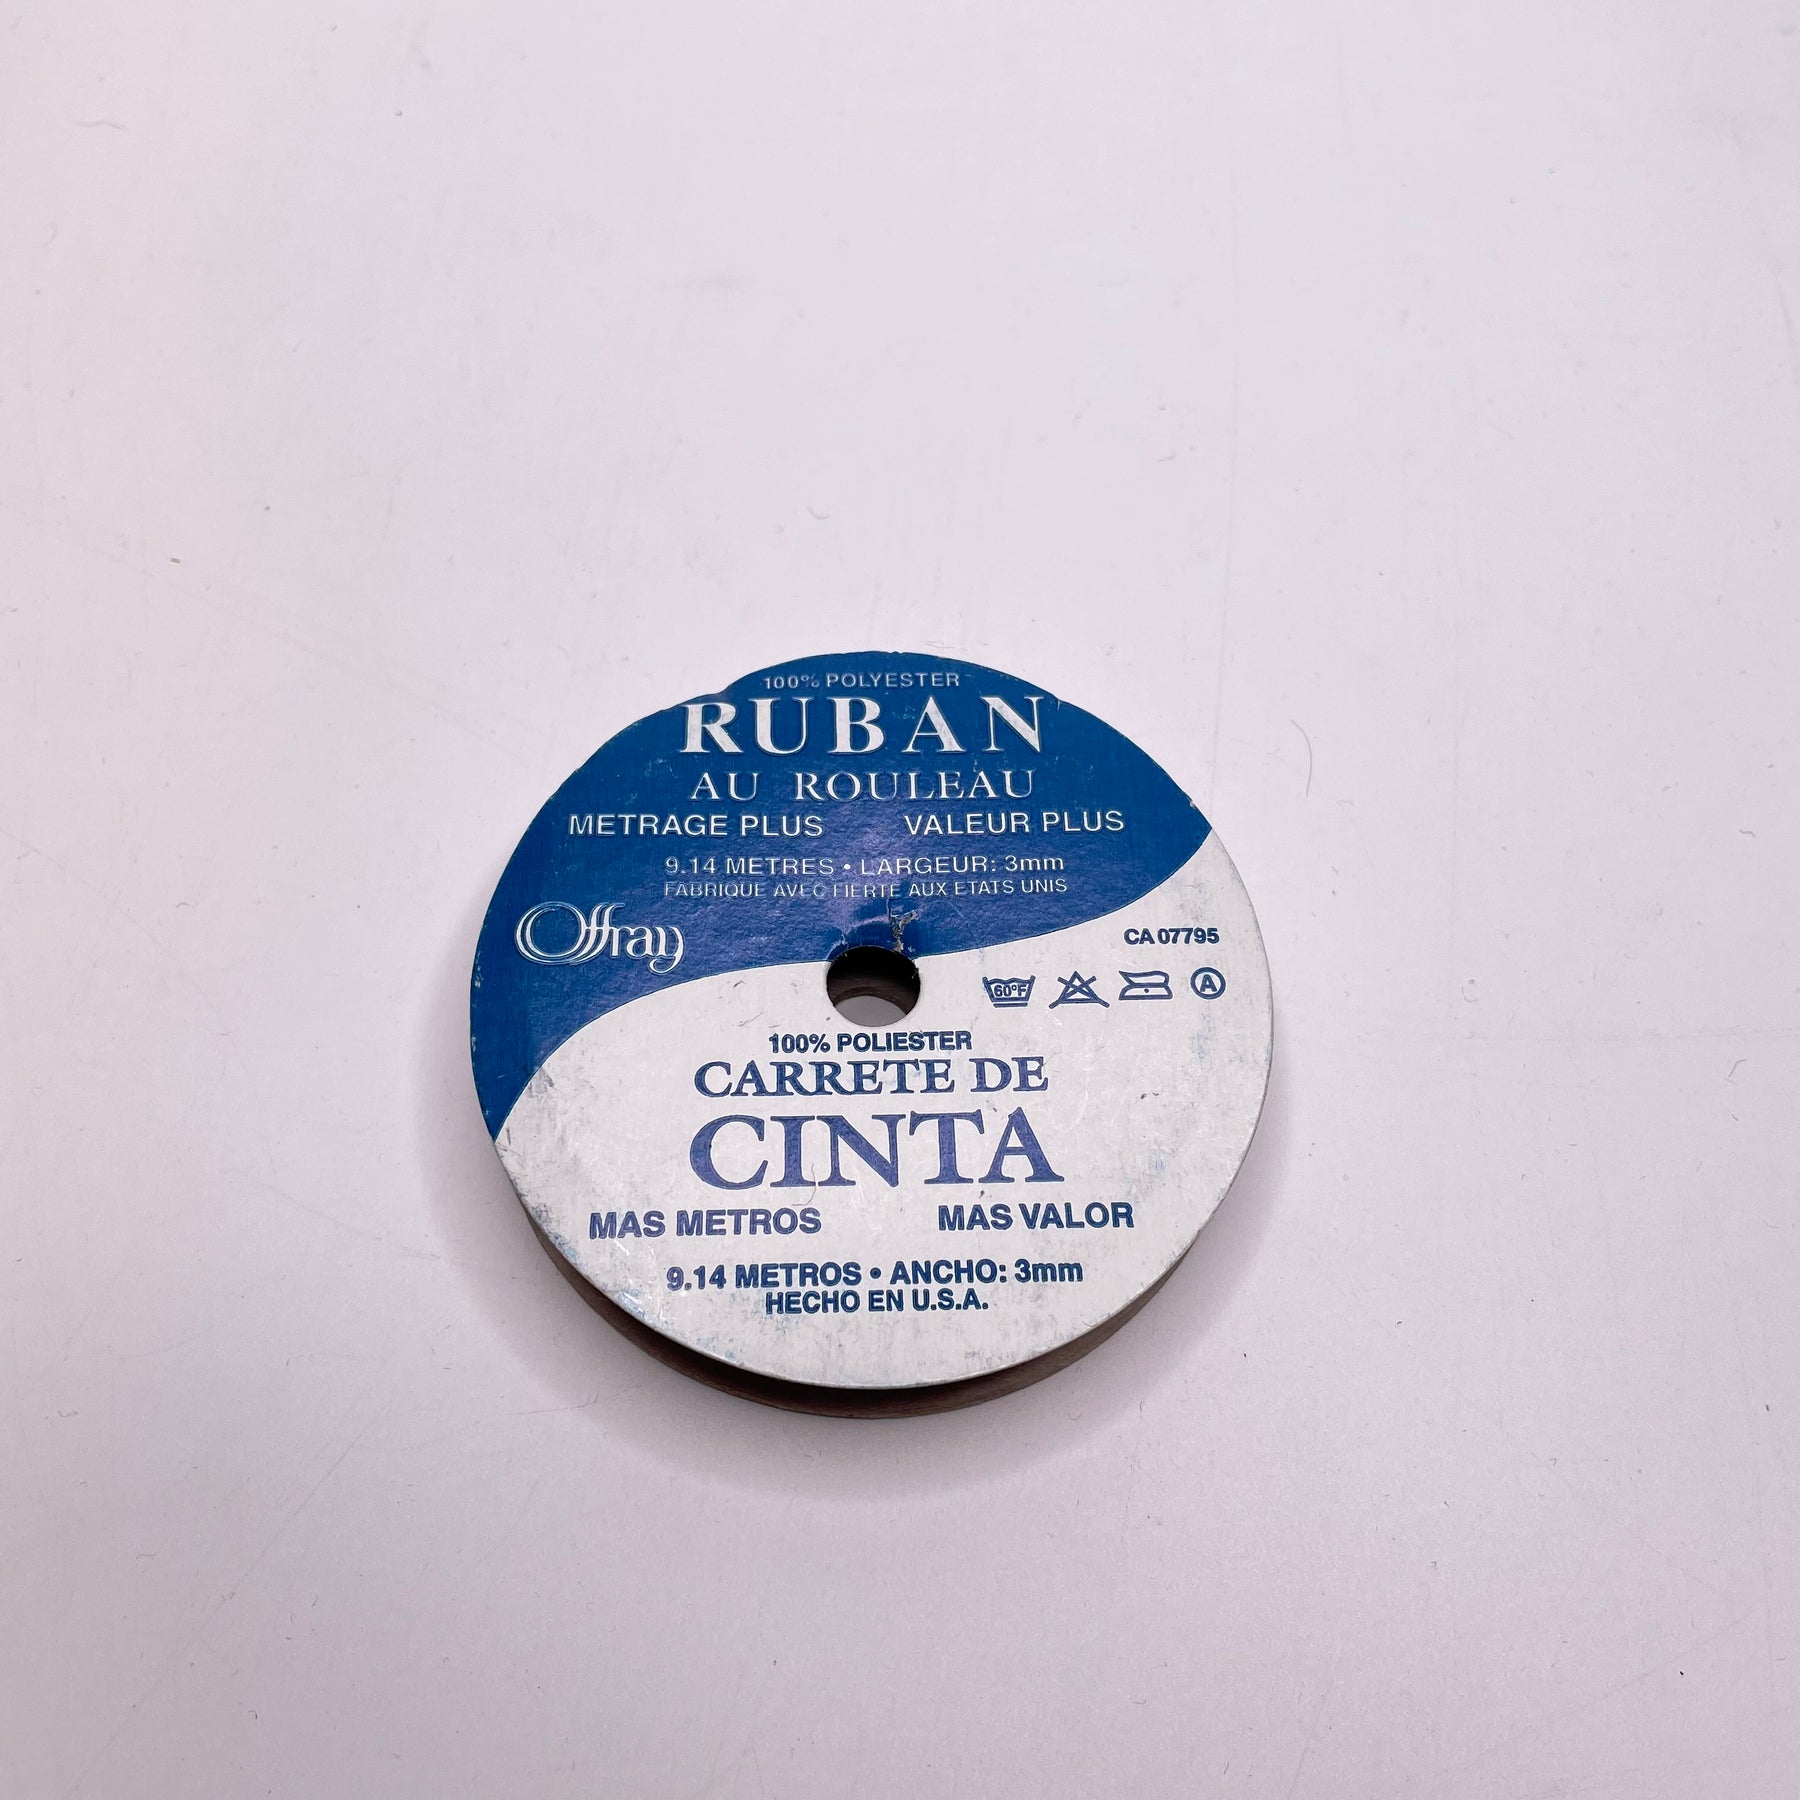 100% POLYESTER
RUBAN
AU ROULEAU
METRAGE PLUS VALEUR PLUS
9.14 METRES • LARGEUR: 3mm
FABRIQUE AVEC FIERTE AUX ETATS UNIS
Offray
CA 07795
60°F A
100% POLIESTER
CARRETE DE
CINTA
MAS METROS MAS VALOR
9.14 METROS • ANCHO: 3mm
HECHO EN U.S.A.